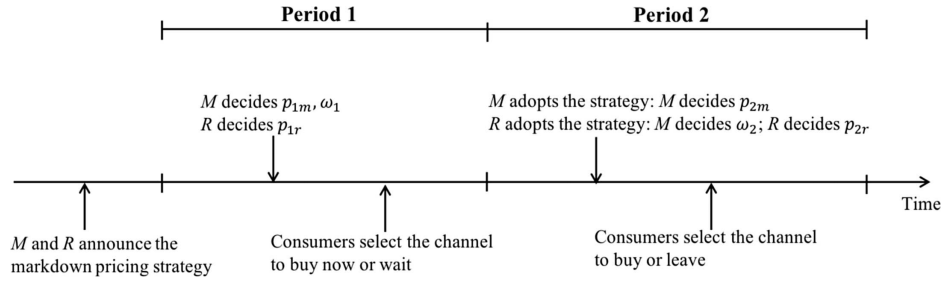 Period 1
Period 2
M decides p₁ₘ, ω₁
R decides p₁ᵣ
M adopts the strategy: M decides p₂ₘ
R adopts the strategy: M decides ω₂; R decides p₂ᵣ
Time
M and R announce the
markdown pricing strategy
Consumers select the channel
to buy now or wait
Consumers select the channel
to buy or leave